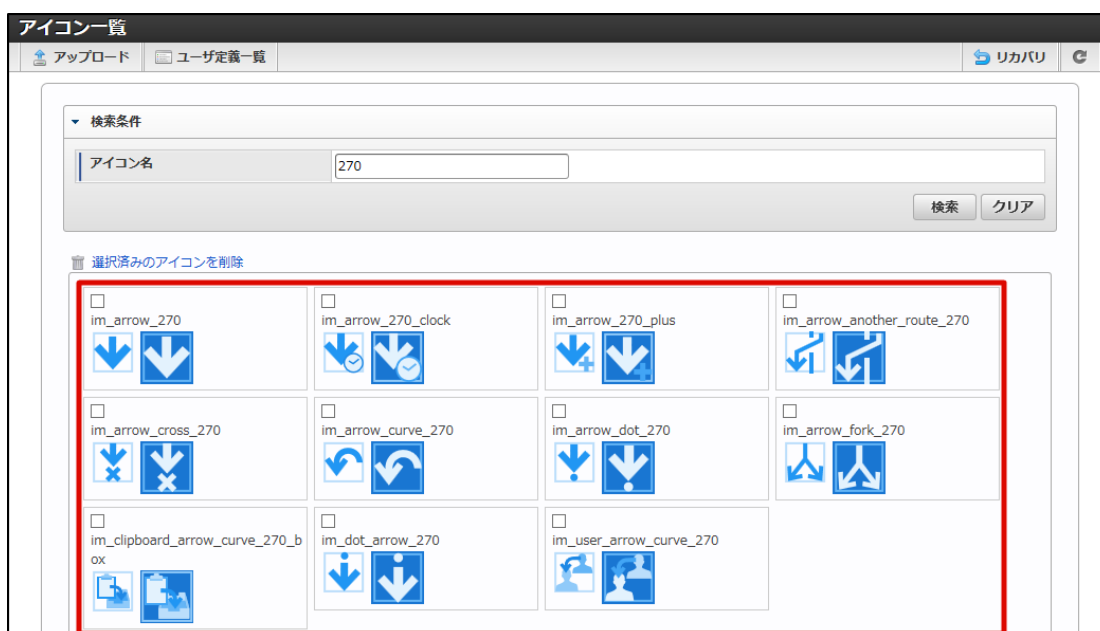 アイコン一覧
アップロード ユーザ定義一覧 リカバリ
検索条件
アイコン名 270
検索 クリア
選択済みのアイコンを削除
im_arrow_270 im_arrow_270_clock im_arrow_270_plus im_arrow_another_route_270
im_arrow_cross_270 im_arrow_curve_270 im_arrow_dot_270 im_arrow_fork_270
im_clipboard_arrow_curve_270_b im_dot_arrow_270 im_user_arrow_curve_270
ox